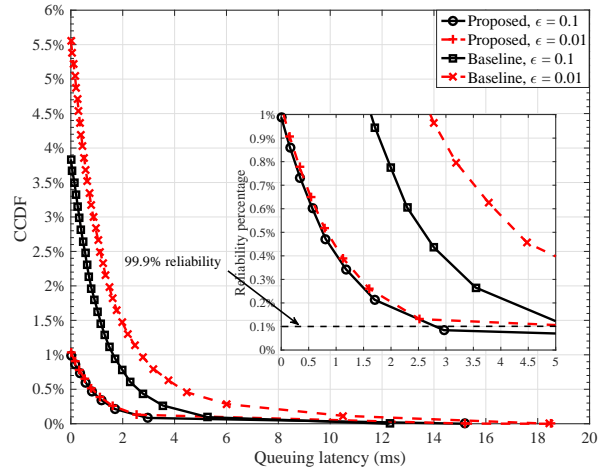 6%
5.5%
5%
4.5%
4%
3.5%
3%
2.5%
2%
1.5%
1%
0.5%
0%
CCDF
0 2 4 6 8 10 12 14 16 18 20
Queuing latency (ms)
Proposed, ϵ = 0.1
Proposed, ϵ = 0.01
Baseline, ϵ = 0.1
Baseline, ϵ = 0.01
1%
0.9%
0.8%
0.7%
0.6%
0.5%
0.4%
0.3%
0.2%
0.1%
0%
Reliability percentage
0 0.5 1 1.5 2 2.5 3 3.5 4 4.5 5
99.9% reliability